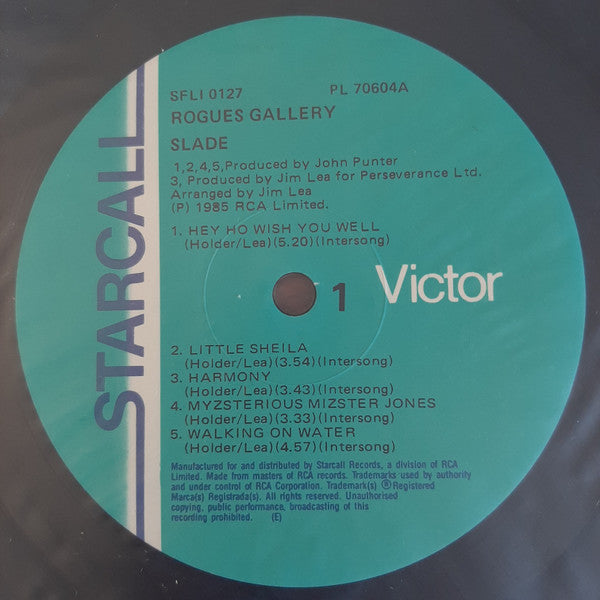 STARCALL
SFLI 0127 PL 70604A
ROGUES GALLERY
SLADE
1,2,4,5,Produced by John Punter
3, Produced by Jim Lea for Perseverance Ltd.
Arranged by Jim Lea
(P) 1985 RCA Limited.
1. HEY HO WISH YOU WELL
(Holder/Lea)(5.20)(Intersong)
1 Victor
2. LITTLE SHEILA
(Holder/Lea)(3.54)(Intersong)
3. HARMONY
(Holder/Lea)(3.43)(Intersong)
4. MYZSTERIOUS MIZSTER JONES
(Holder/Lea)(3.33)(Intersong)
5. WALKING ON WATER
(Holder/Lea)(4.57)(Intersong)
Manufactured for and distributed by Starcall Records, a division of RCA
Limited. Made from masters of RCA records. Trademarks used by authority
and under control of RCA Corporation. Trademark(s) ® Registered
Marca(s) Registrada(s). All rights reserved. Unauthorised
copying, public performance, broadcasting of this
recording prohibited. (E)